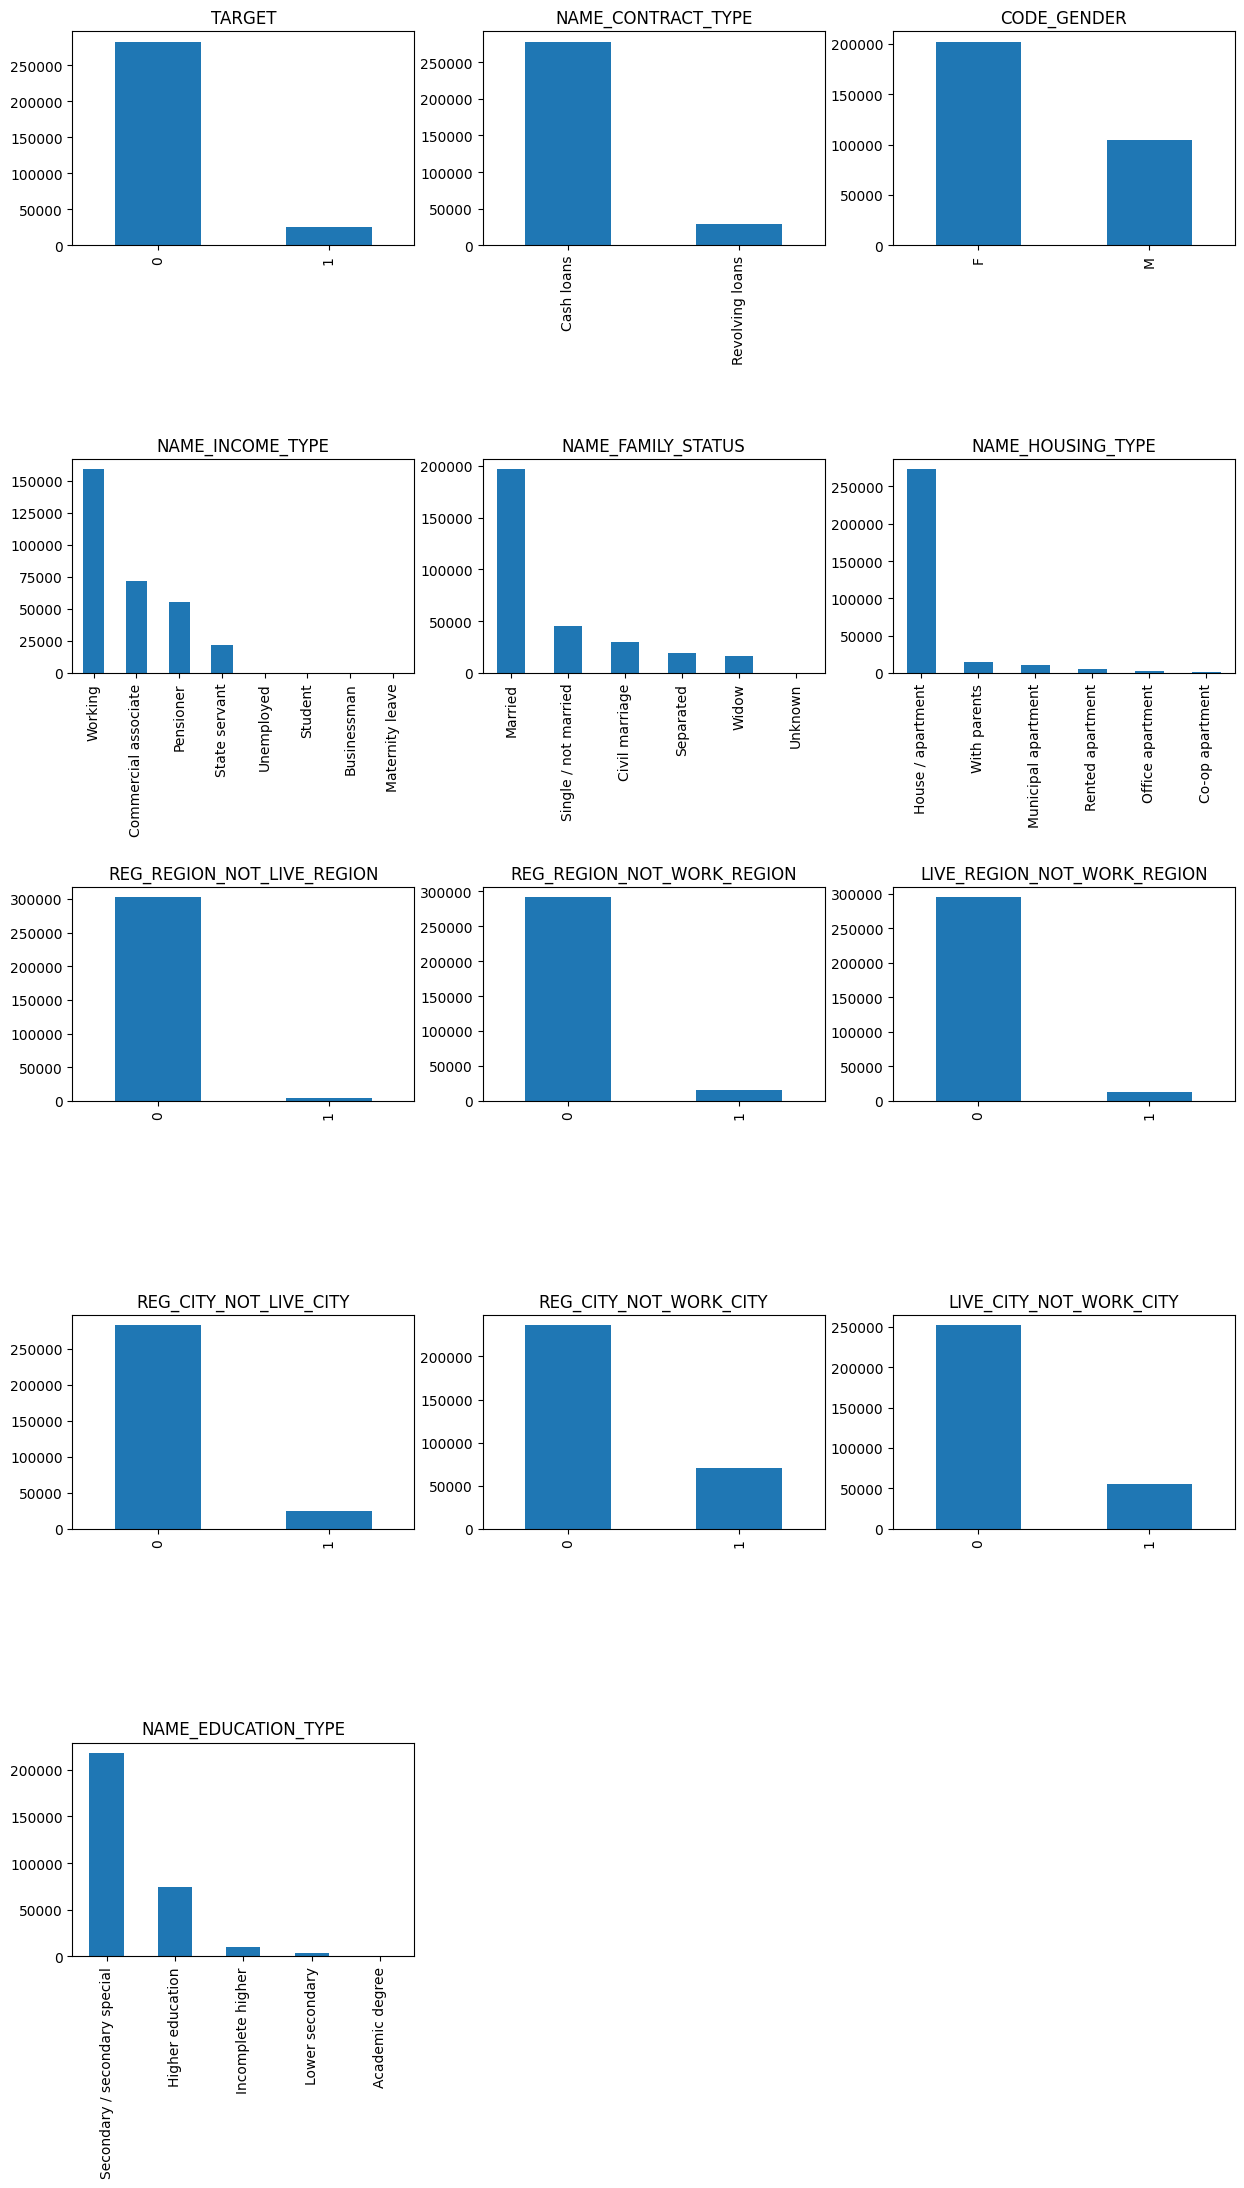 TARGET
250000
200000
150000
100000
50000
0
0
1
NAME_CONTRACT_TYPE
250000
200000
150000
100000
50000
0
Cash loans
Revolving loans
CODE_GENDER
200000
150000
100000
50000
0
F
M
NAME_INCOME_TYPE
150000
125000
100000
75000
50000
25000
0
Working
Commercial associate
Pensioner
State servant
Unemployed
Student
Businessman
Maternity leave
NAME_FAMILY_STATUS
200000
150000
100000
50000
0
Married
Single / not married
Civil marriage
Separated
Widow
Unknown
NAME_HOUSING_TYPE
250000
200000
150000
100000
50000
0
House / apartment
With parents
Municipal apartment
Rented apartment
Office apartment
Co-op apartment
REG_REGION_NOT_LIVE_REGION
300000
250000
200000
150000
100000
50000
0
0
1
REG_REGION_NOT_WORK_REGION
300000
250000
200000
150000
100000
50000
0
0
1
LIVE_REGION_NOT_WORK_REGION
300000
250000
200000
150000
100000
50000
0
0
1
REG_CITY_NOT_LIVE_CITY
250000
200000
150000
100000
50000
0
0
1
REG_CITY_NOT_WORK_CITY
200000
150000
100000
50000
0
0
1
LIVE_CITY_NOT_WORK_CITY
250000
200000
150000
100000
50000
0
0
1
NAME_EDUCATION_TYPE
200000
150000
100000
50000
0
Secondary / secondary special
Higher education
Incomplete higher
Lower secondary
Academic degree